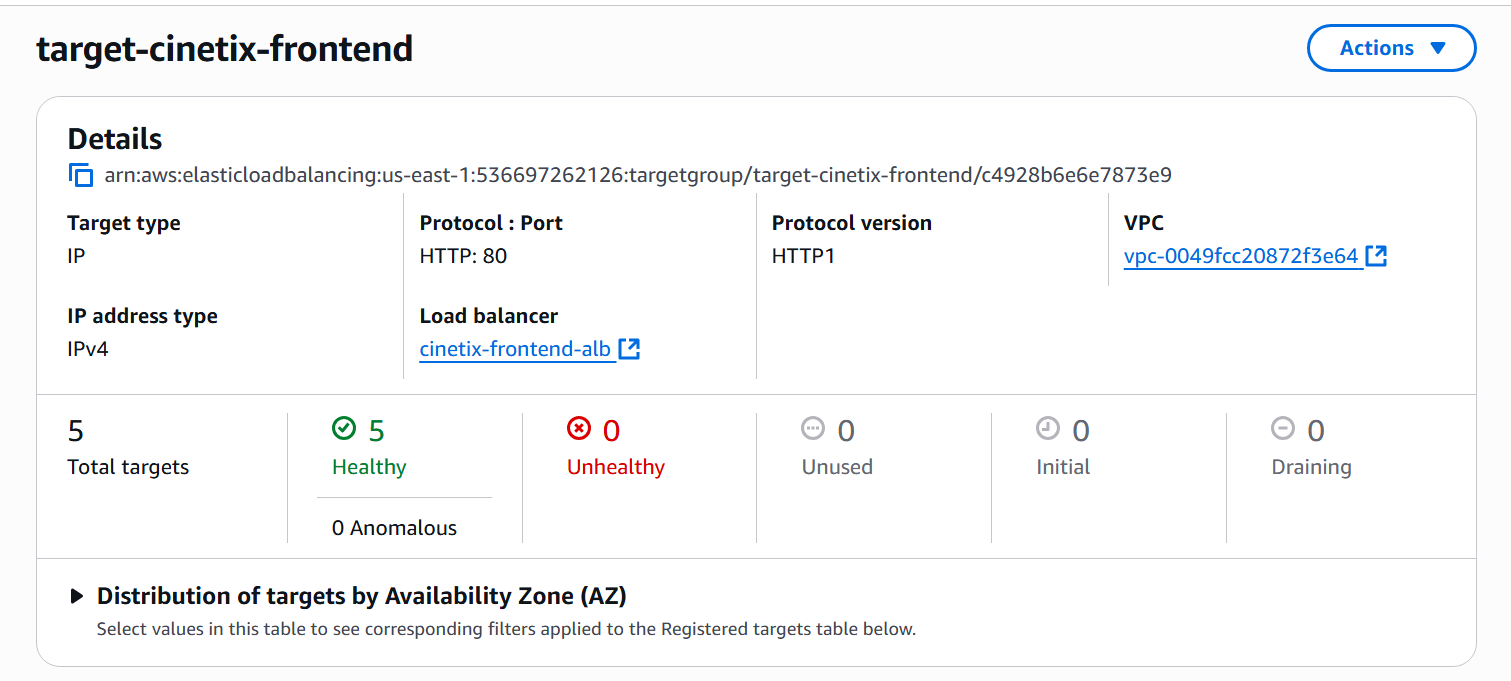 target-cinetix-frontend
Actions
Details
arn:aws:elasticloadbalancing:us-east-1:536697262126:targetgroup/target-cinetix-frontend/c4928b6e6e7873e9
Target type
IP
Protocol : Port
HTTP: 80
Protocol version
HTTP1
VPC
vpc-0049fcc20872f3e64
IP address type
IPv4
Load balancer
cinetix-frontend-alb
5
Total targets
5
Healthy
0 Anomalous
0
Unhealthy
0
Unused
0
Initial
0
Draining
Distribution of targets by Availability Zone (AZ)
Select values in this table to see corresponding filters applied to the Registered targets table below.